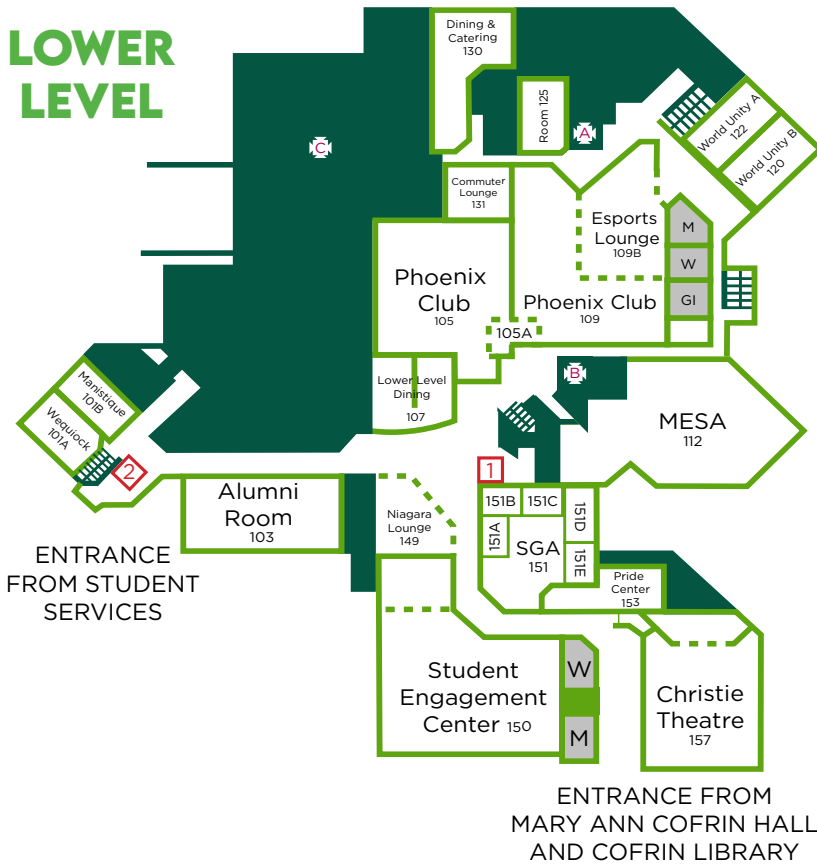 LOWER
LEVEL
Dining &
Catering
130
Room 125
A
World Unity A
122
World Unity B
120
C
Commuter
Lounge
131
Esports
Lounge
109B
M
W
GI
Phoenix
Club
105
Phoenix Club
109
105A
Manistique
101B
Wequiock
101A
Lower Level
Dining
107
B
MESA
112
2
1
Alumni
Room
103
Niagara
Lounge
149
151B
151C
151D
151A
SGA
151
151E
Pride
Center
153
ENTRANCE
FROM STUDENT
SERVICES
Student
Engagement
Center 150
W
M
Christie
Theatre
157
ENTRANCE FROM
MARY ANN COFRIN HALL
AND COFRIN LIBRARY